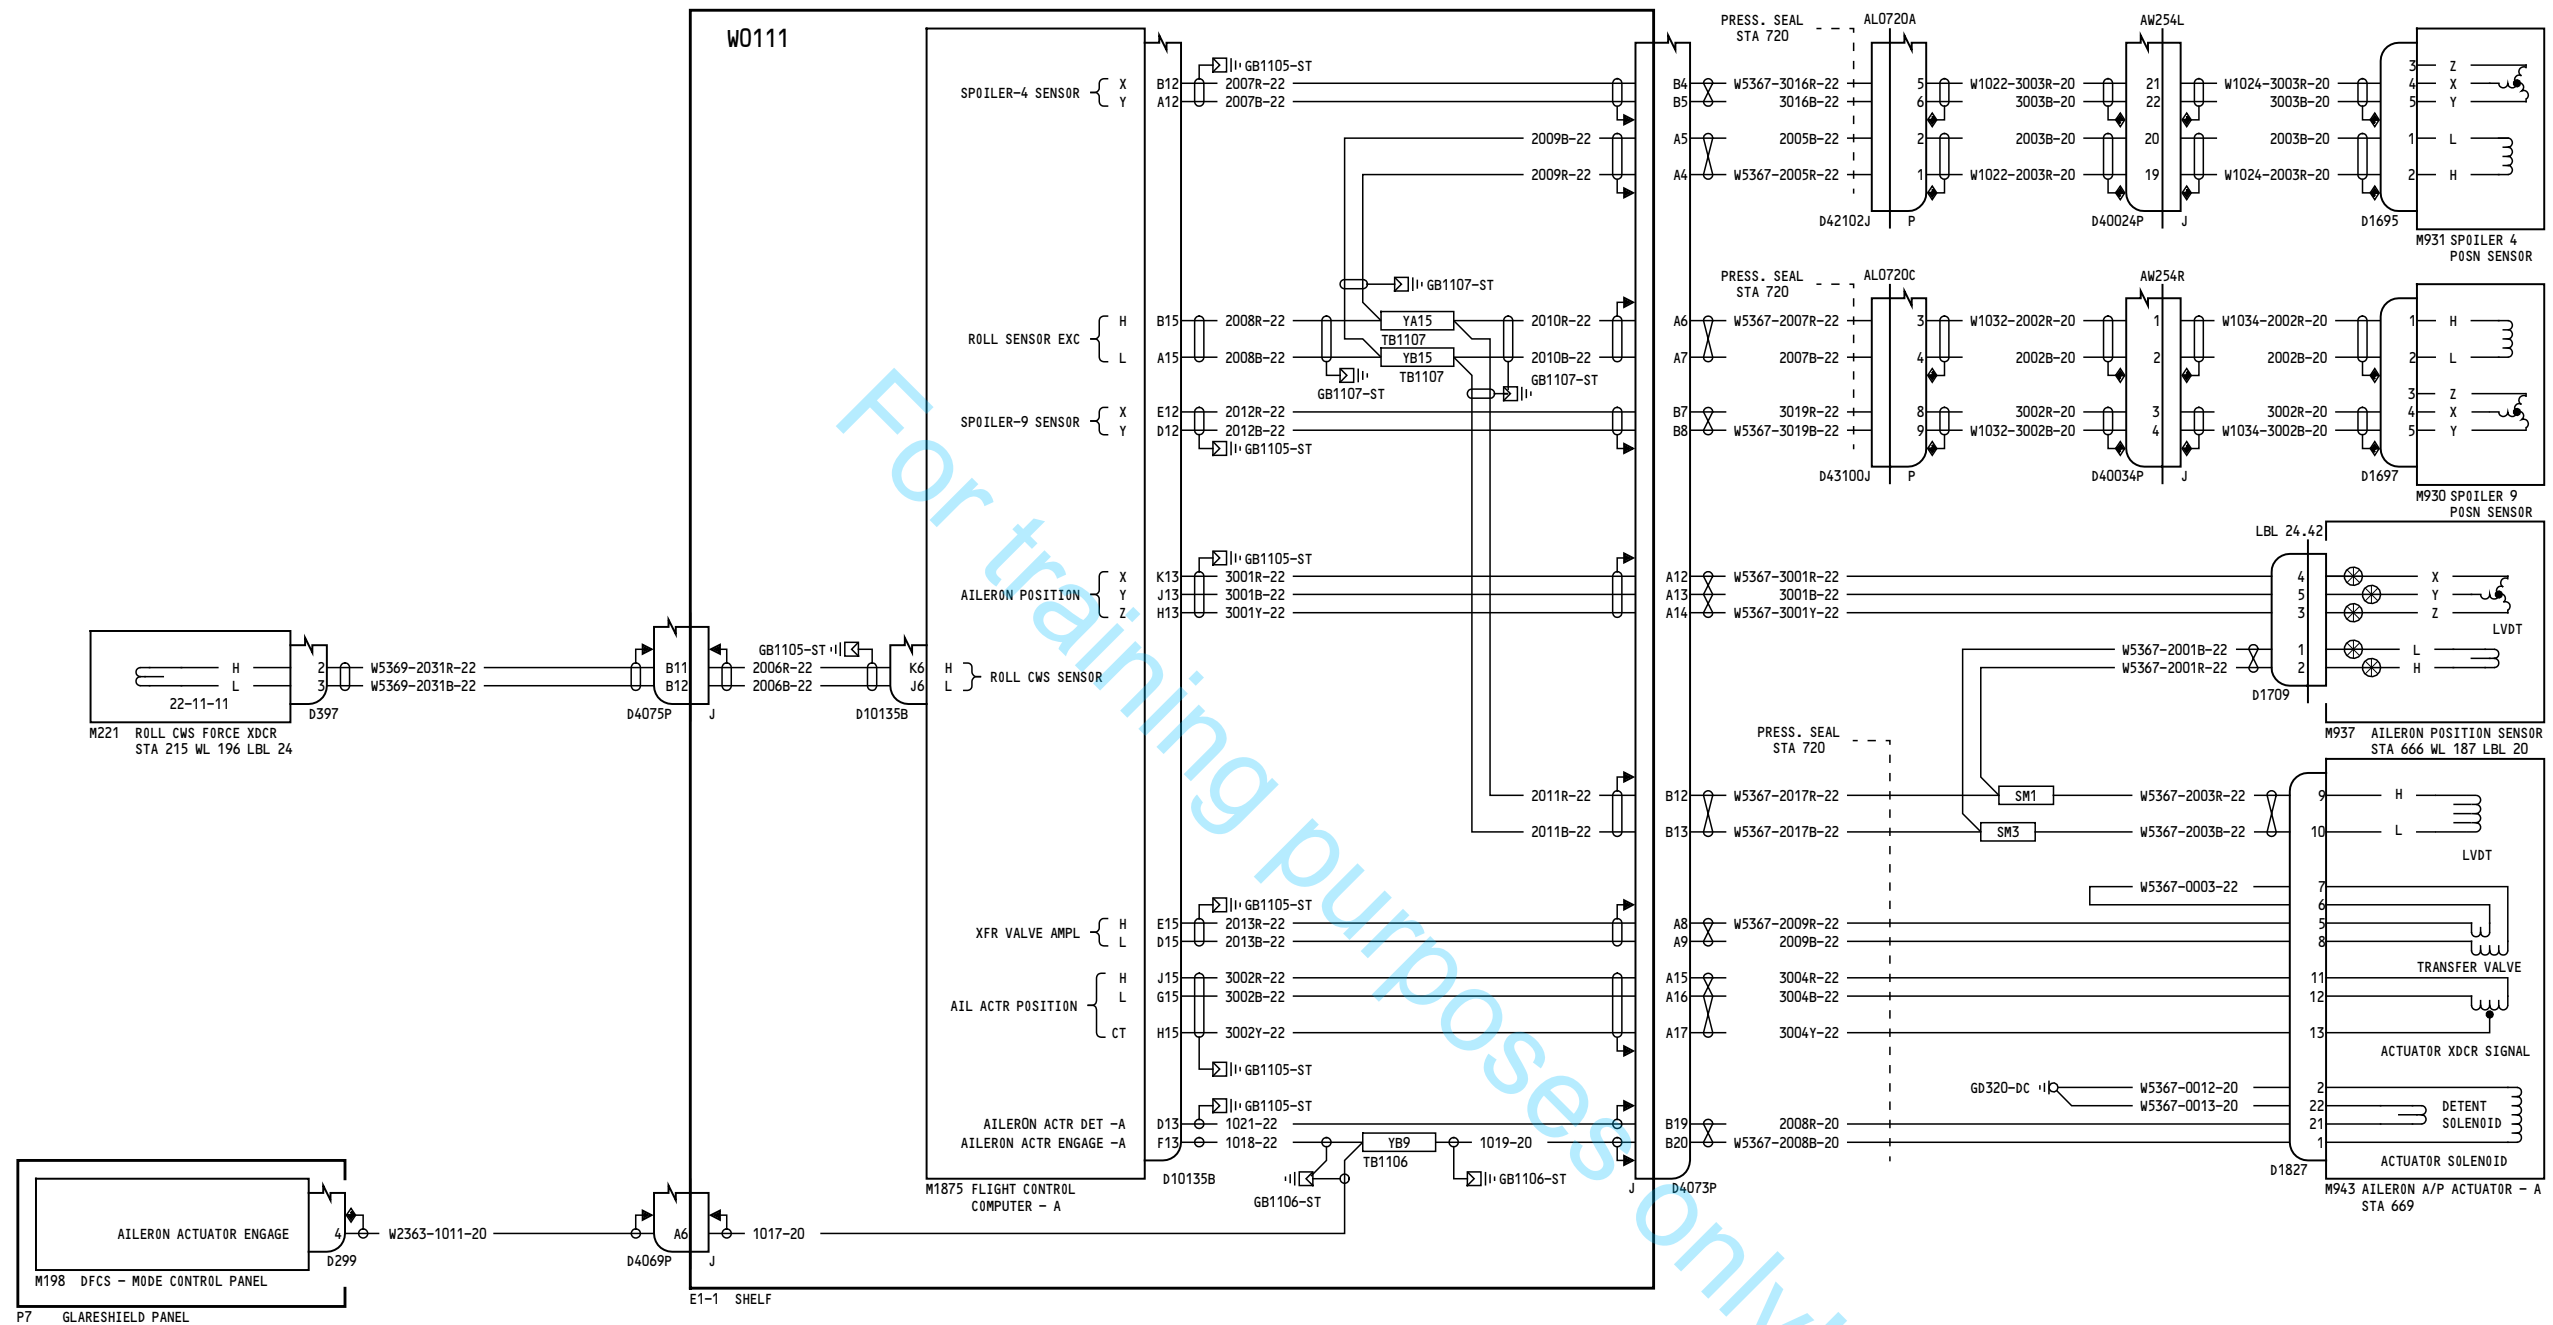 W0111
SPOILER-4 SENSOR
X B12 2007R-22
Y A12 2007B-22
GB1105-ST
2009B-22
2009R-22
GB1107-ST
ROLL SENSOR EXC
H B15 2008R-22
L A15 2008B-22
YA15
TB1107
YB15
TB1107
2010R-22
2010B-22
GB1107-ST
GB1107-ST
SPOILER-9 SENSOR
X E12 2012R-22
Y D12 2012B-22
GB1105-ST
GB1105-ST
AILERON POSITION
X K13 3001R-22
Y J13 3001B-22
Z H13 3001Y-22
H 2 W5369-2031R-22
L 3 W5369-2031B-22
22-11-11
D397
M221 ROLL CWS FORCE XDCR
STA 215 WL 196 LBL 24
B11 2006R-22
B12 2006B-22
D4075P J
GB1105-ST
K6 H
J6 L
ROLL CWS SENSOR
D10135B
2011R-22
2011B-22
GB1105-ST
XFR VALVE AMPL
H E15 2013R-22
L D15 2013B-22
AIL ACTR POSITION
H J15 3002R-22
L G15 3002B-22
CT H15 3002Y-22
GB1105-ST
GB1105-ST
AILERON ACTR DET -A D13 1021-22
AILERON ACTR ENGAGE -A F13 1018-22
YB9
TB1106
1019-20
GB1106-ST
GB1106-ST
D10135B
M1875 FLIGHT CONTROL
COMPUTER - A
AILERON ACTUATOR ENGAGE 4 W2363-1011-20
D299
M198 DFCS - MODE CONTROL PANEL
P7 GLARESHIELD PANEL
A6 1017-20
D4069P J
E1-1 SHELF
J D4073P
PRESS. SEAL
STA 720
AL0720A
AW254L
B4 W5367-3016R-22 5 W1022-3003R-20 21 W1024-3003R-20
B5 3016B-22 6 3003B-20 22 3003B-20
A5 2005B-22 2 2003B-20 20 2003B-20
A4 W5367-2005R-22 1 W1022-2003R-20 19 W1024-2003R-20
D42102J P
D40024P J
3 Z
4 X
5 Y
1 L
2 H
D1695
M931 SPOILER 4
POSN SENSOR
PRESS. SEAL
STA 720
AL0720C
AW254R
A6 W5367-2007R-22 3 W1032-2002R-20 1 W1034-2002R-20
A7 2007B-22 4 2002B-20 2 2002B-20
B7 3019R-22 8 3002R-20 3 3002R-20
B8 W5367-3019B-22 9 W1032-3002B-20 4 W1034-3002B-20
D43100J P
D40034P J
1 H
2 L
3 Z
4 X
5 Y
D1697
M930 SPOILER 9
POSN SENSOR
LBL 24.42
A12 W5367-3001R-22 4 X
A13 3001B-22 5 Y
A14 W5367-3001Y-22 3 Z
LVDT
W5367-2001B-22 1 L
W5367-2001R-22 2 H
D1709
M937 AILERON POSITION SENSOR
STA 666 WL 187 LBL 20
PRESS. SEAL
STA 720
B12 W5367-2017R-22 SM1 W5367-2003R-22 9 H
B13 W5367-2017B-22 SM3 W5367-2003B-22 10 L
LVDT
W5367-0003-22 7
6
A8 W5367-2009R-22 5
A9 2009B-22 8
TRANSFER VALVE
A15 3004R-22 11
A16 3004B-22 12
A17 3004Y-22 13
ACTUATOR XDCR SIGNAL
GD320-DC
W5367-0012-20 2
W5367-0013-20 22
DETENT
SOLENOID
B19 2008R-20 21
B20 W5367-2008B-20 1
ACTUATOR SOLENOID
D1827
M943 AILERON A/P ACTUATOR - A
STA 669
For training purposes only!